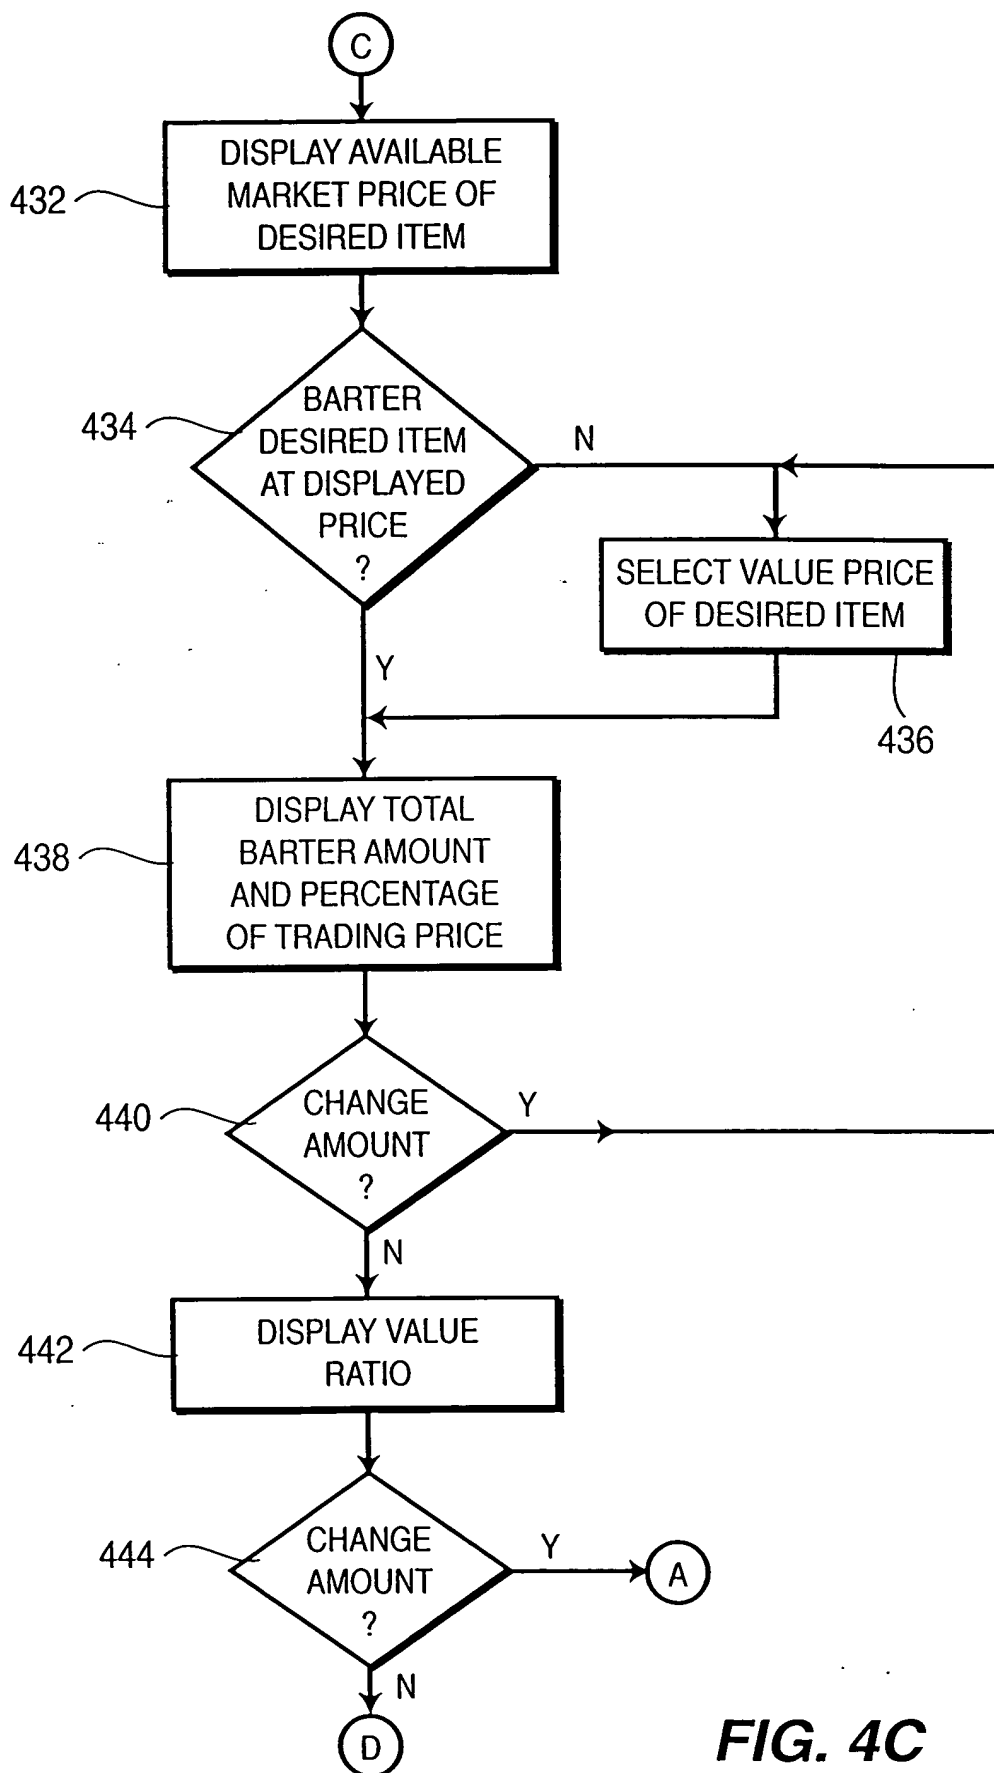 C
DISPLAY AVAILABLE
MARKET PRICE OF
DESIRED ITEM
432
BARTER
DESIRED ITEM
AT DISPLAYED
PRICE
?
434
N
SELECT VALUE PRICE
OF DESIRED ITEM
436
Y
DISPLAY TOTAL
BARTER AMOUNT
AND PERCENTAGE
OF TRADING PRICE
438
CHANGE
AMOUNT
?
440
Y
N
DISPLAY VALUE
RATIO
442
CHANGE
AMOUNT
?
444
Y
A
N
D
FIG. 4C